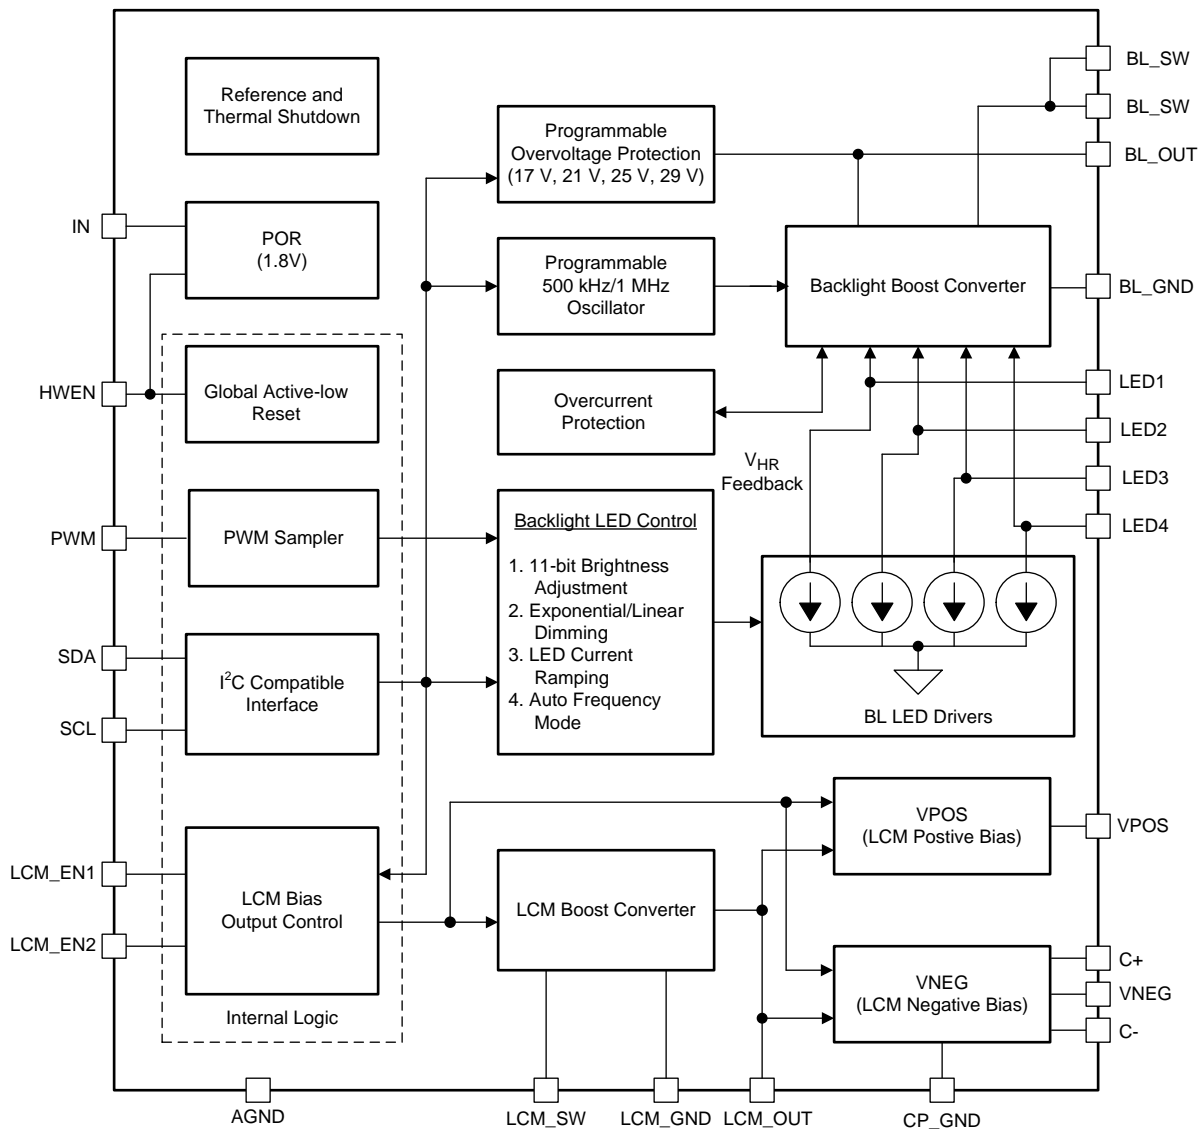 BL_SW
BL_SW
BL_OUT
Reference and
Thermal Shutdown
Programmable
Overvoltage Protection
(17 V, 21 V, 25 V, 29 V)
IN
POR
(1.8V)
Programmable
500 kHz/1 MHz
Oscillator
Backlight Boost Converter
BL_GND
HWEN
Global Active-low
Reset
Overcurrent
Protection
LED1
LED2
LED3
LED4
VHR
Feedback
PWM
PWM Sampler
Backlight LED Control
1. 11-bit Brightness
Adjustment
2. Exponential/Linear
Dimming
3. LED Current
Ramping
4. Auto Frequency
Mode
SDA
SCL
I2C Compatible
Interface
BL LED Drivers
VPOS
(LCM Postive Bias)
VPOS
LCM_EN1
LCM_EN2
LCM Bias
Output Control
LCM Boost Converter
VNEG
(LCM Negative Bias)
C+
VNEG
C-
Internal Logic
AGND
LCM_SW
LCM_GND
LCM_OUT
CP_GND